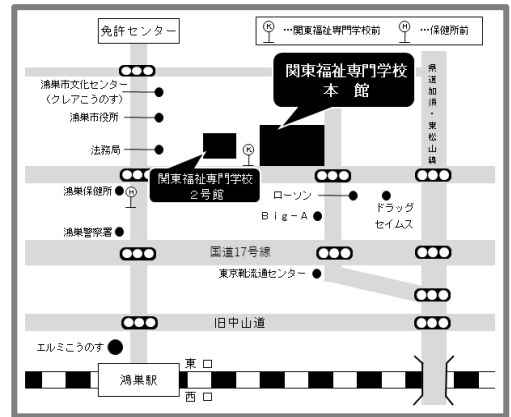 免許センター
Ⓚ …関東福祉専門学校前 Ⓗ …保健所前
関東福祉専門学校
本 館
県道加須・東松山線
鴻巣市文化センター
(クレアこうのす)
鴻巣市役所
法務局
K
関東福祉専門学校
2号館
鴻巣保健所
H
ローソン
ドラッグ
セイムス
Big-A
鴻巣警察署
国道17号線
東京靴流通センター
旧中山道
エルミこうのす
鴻巣駅
東口
西口